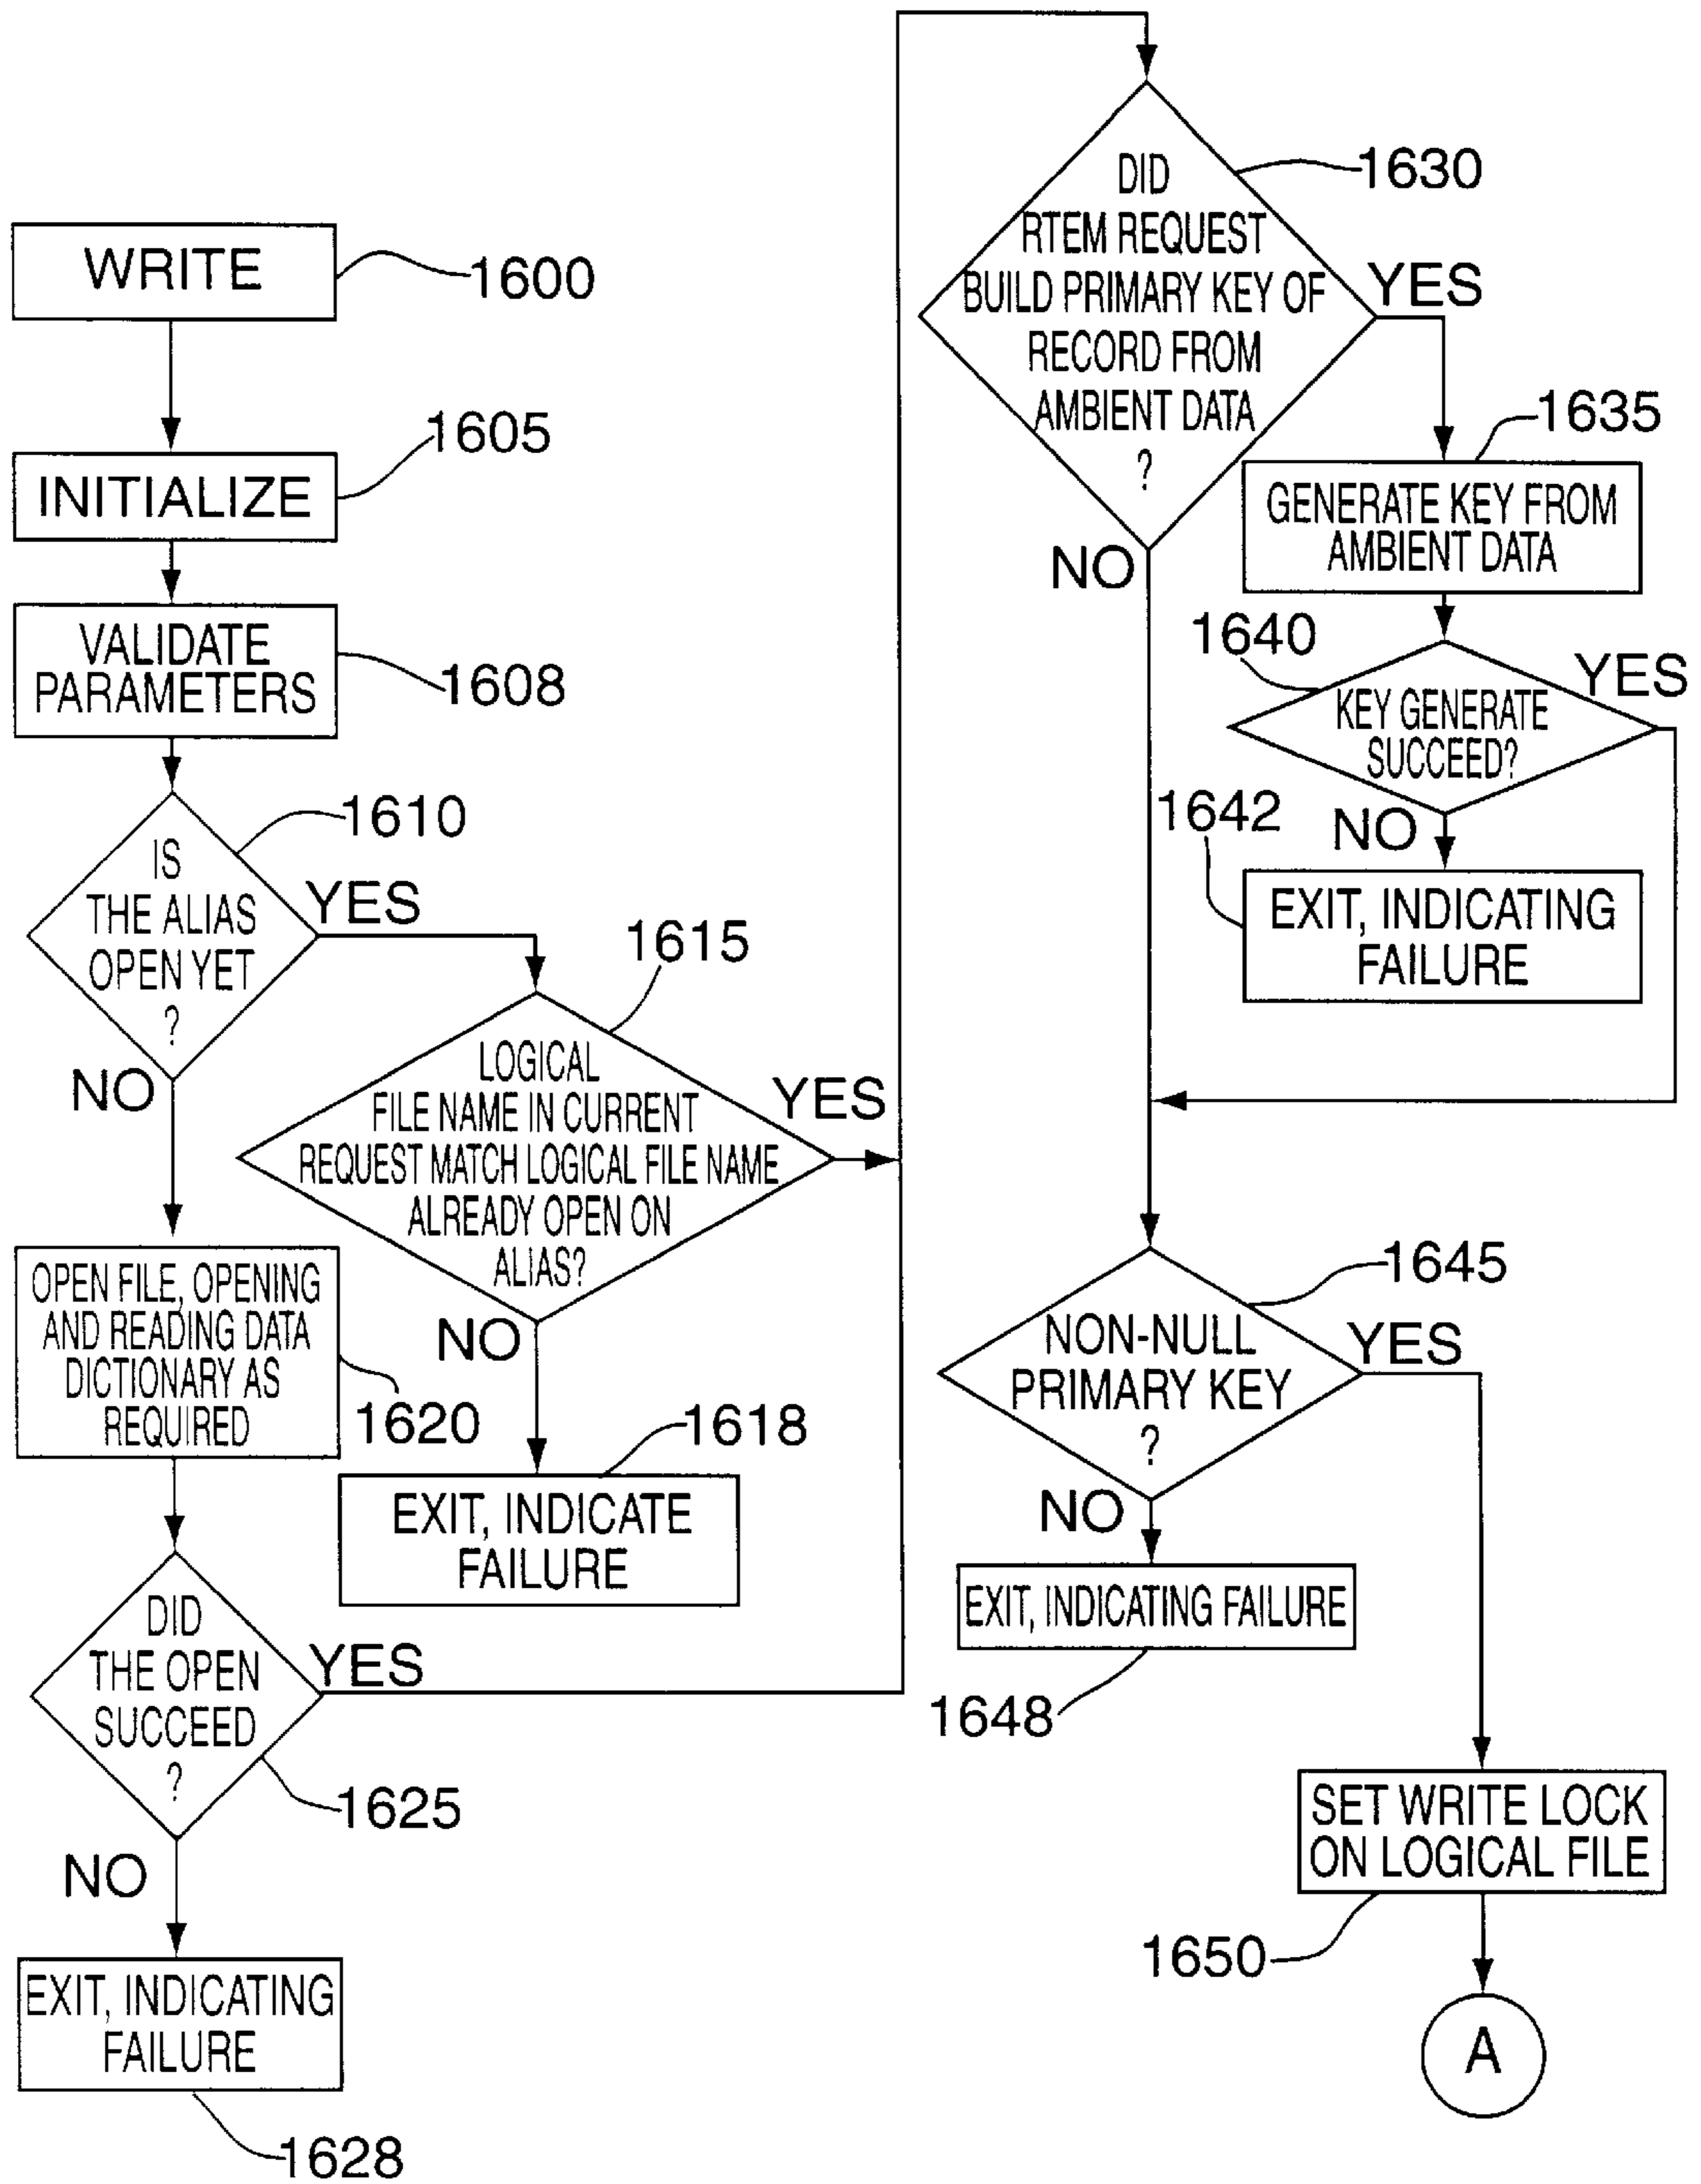 WRITE
1600
INITIALIZE
1605
VALIDATE
PARAMETERS
1608
IS
THE ALIAS
OPEN YET
?
1610
YES
NO
LOGICAL
FILE NAME IN CURRENT
REQUEST MATCH LOGICAL FILE NAME
ALREADY OPEN ON
ALIAS?
1615
YES
NO
EXIT, INDICATE
FAILURE
1618
OPEN FILE, OPENING
AND READING DATA
DICTIONARY AS
REQUIRED
1620
DID
THE OPEN
SUCCEED
?
YES
1625
NO
EXIT, INDICATING
FAILURE
1628
DID
RTEM REQUEST
BUILD PRIMARY KEY OF
RECORD FROM
AMBIENT DATA
?
1630
YES
NO
1635
GENERATE KEY FROM
AMBIENT DATA
1640
KEY GENERATE
SUCCEED?
YES
NO
1642
EXIT, INDICATING
FAILURE
NON-NULL
PRIMARY KEY
?
1645
YES
NO
EXIT, INDICATING FAILURE
1648
SET WRITE LOCK
ON LOGICAL FILE
1650
A